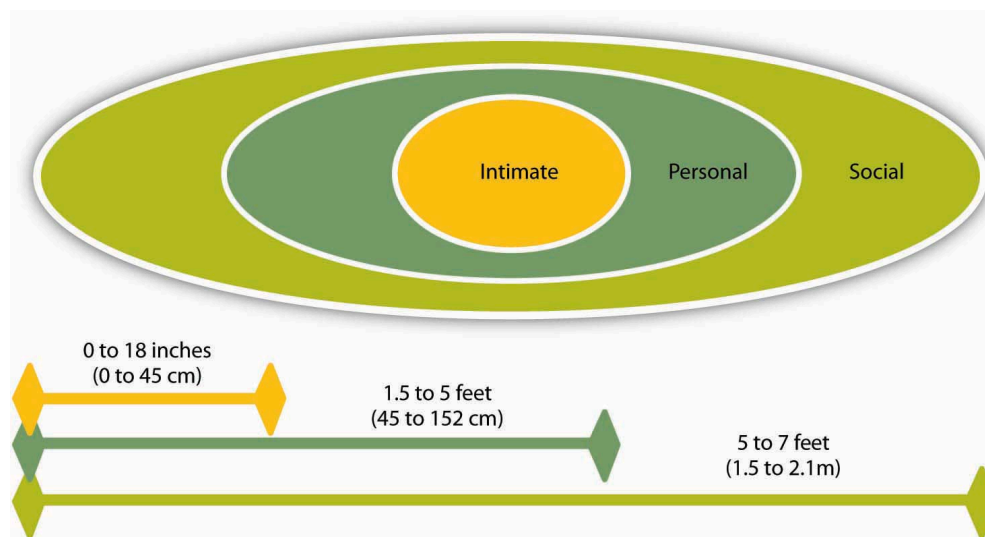 Intimate
Personal
Social
0 to 18 inches
(0 to 45 cm)
1.5 to 5 feet
(45 to 152 cm)
5 to 7 feet
(1.5 to 2.1m)